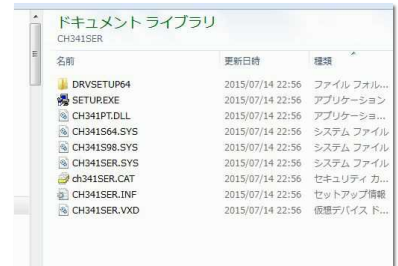 ドキュメント ライブラリ
CH341SER
名前 更新日時 種類
DRVSETUP64 2015/07/14 22:56 ファイル フォル...
SETUP.EXE 2015/07/14 22:56 アプリケーション
CH341PT.DLL 2015/07/14 22:56 アプリケーショ...
CH341S64.SYS 2015/07/14 22:56 システム ファイル
CH341S98.SYS 2015/07/14 22:56 システム ファイル
CH341SER.SYS 2015/07/14 22:56 システム ファイル
ch341SER.CAT 2015/07/14 22:56 セキュリティ カ...
CH341SER.INF 2015/07/14 22:56 セットアップ情報
CH341SER.VXD 2015/07/14 22:56 仮想デバイス ド...